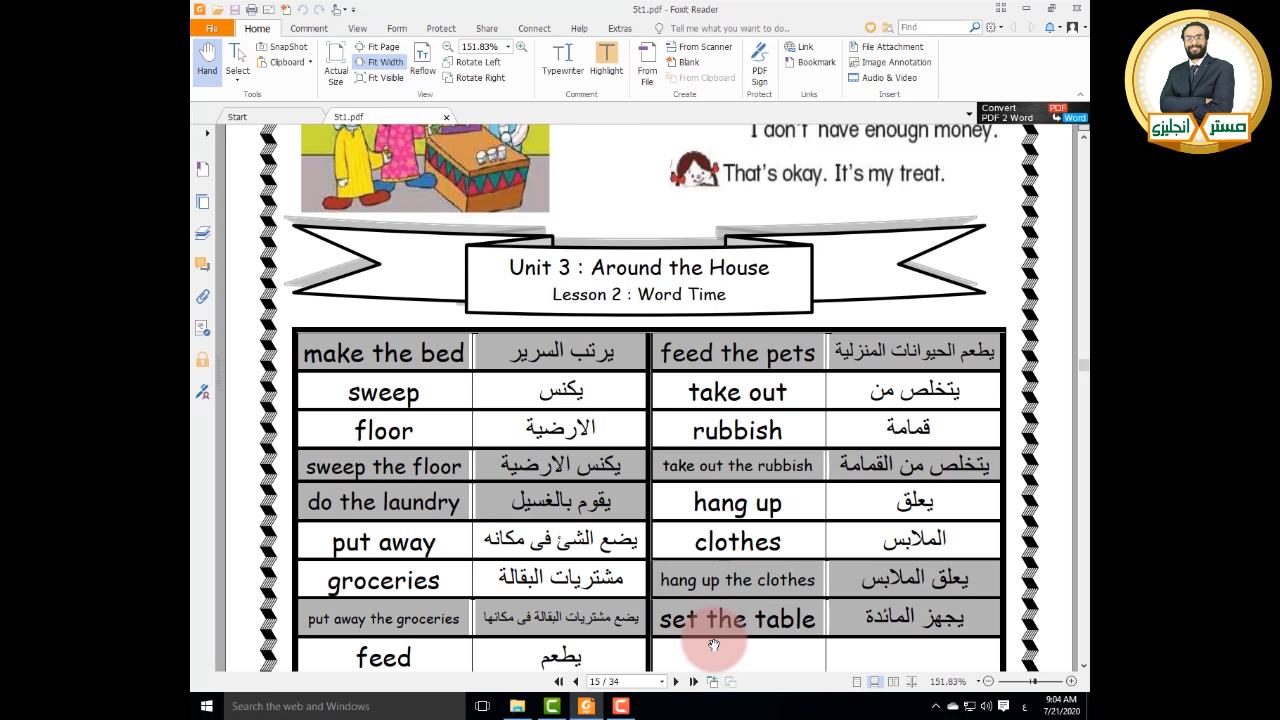 5t1.pdf - Foxit Reader
File Home Comment View Form Protect Share Connect Help Extras Tell me what you want to do.. Find
Hand
Select
SnapShot
Clipboard
Tools
Actual Size
Fit Page
Fit Width
Fit Visible
Reflow
151.83%
Rotate Left
Rotate Right
View
Typewriter
Highlight
Comment
From File
From Scanner
Blank
From Clipboard
Create
PDF Sign
Protect
Link
Bookmark
Links
File Attachment
Image Annotation
Audio & Video
Insert
Start
5t1.pdf
Convert PDF
PDF 2 Word Word
مستر X انجليزى
I don't have enough money.
That's okay. It's my treat.
Unit 3 : Around the House
Lesson 2 : Word Time
make the bed يرتب السرير feed the pets يطعم الحيوانات المنزلية
sweep يكنس take out يتخلص من
floor الارضية rubbish قمامة
sweep the floor يكنس الارضية take out the rubbish يتخلص من القمامة
do the laundry يقوم بالغسيل hang up يعلق
put away يضع الشئ فى مكانه clothes الملابس
groceries مشتريات البقالة hang up the clothes يعلق الملابس
put away the groceries يضع مشتريات البقالة فى مكانها set the table يجهز المائدة
feed يطعم
15 / 34
151.83%
Search the web and Windows
ع
9:04 AM
7/21/2020